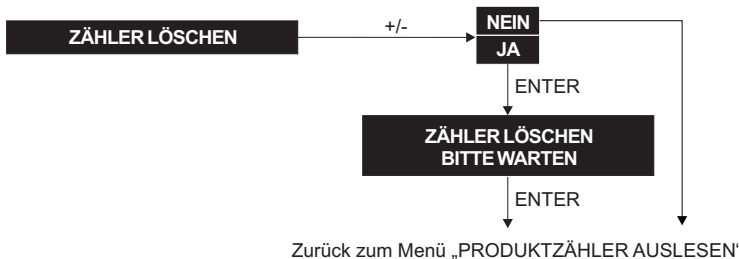 ZÄHLER LÖSCHEN
+/-
NEIN
JA
ENTER
ZÄHLER LÖSCHEN
BITTE WARTEN
ENTER
Zurück zum Menü „PRODUKTZÄHLER AUSLESEN‘